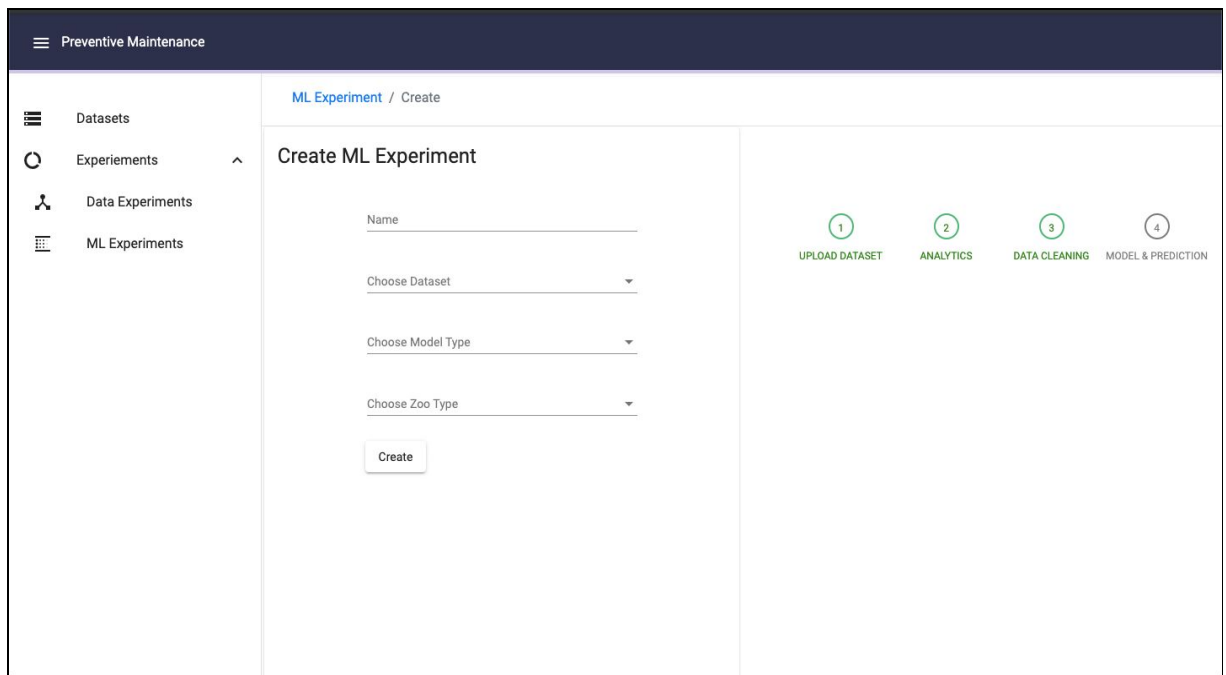 Preventive Maintenance
Datasets
Experiements
Data Experiments
ML Experiments
ML Experiment / Create
Create ML Experiment
Name
Choose Dataset
Choose Model Type
Choose Zoo Type
Create
1 2 3 4
UPLOAD DATASET ANALYTICS DATA CLEANING MODEL & PREDICTION